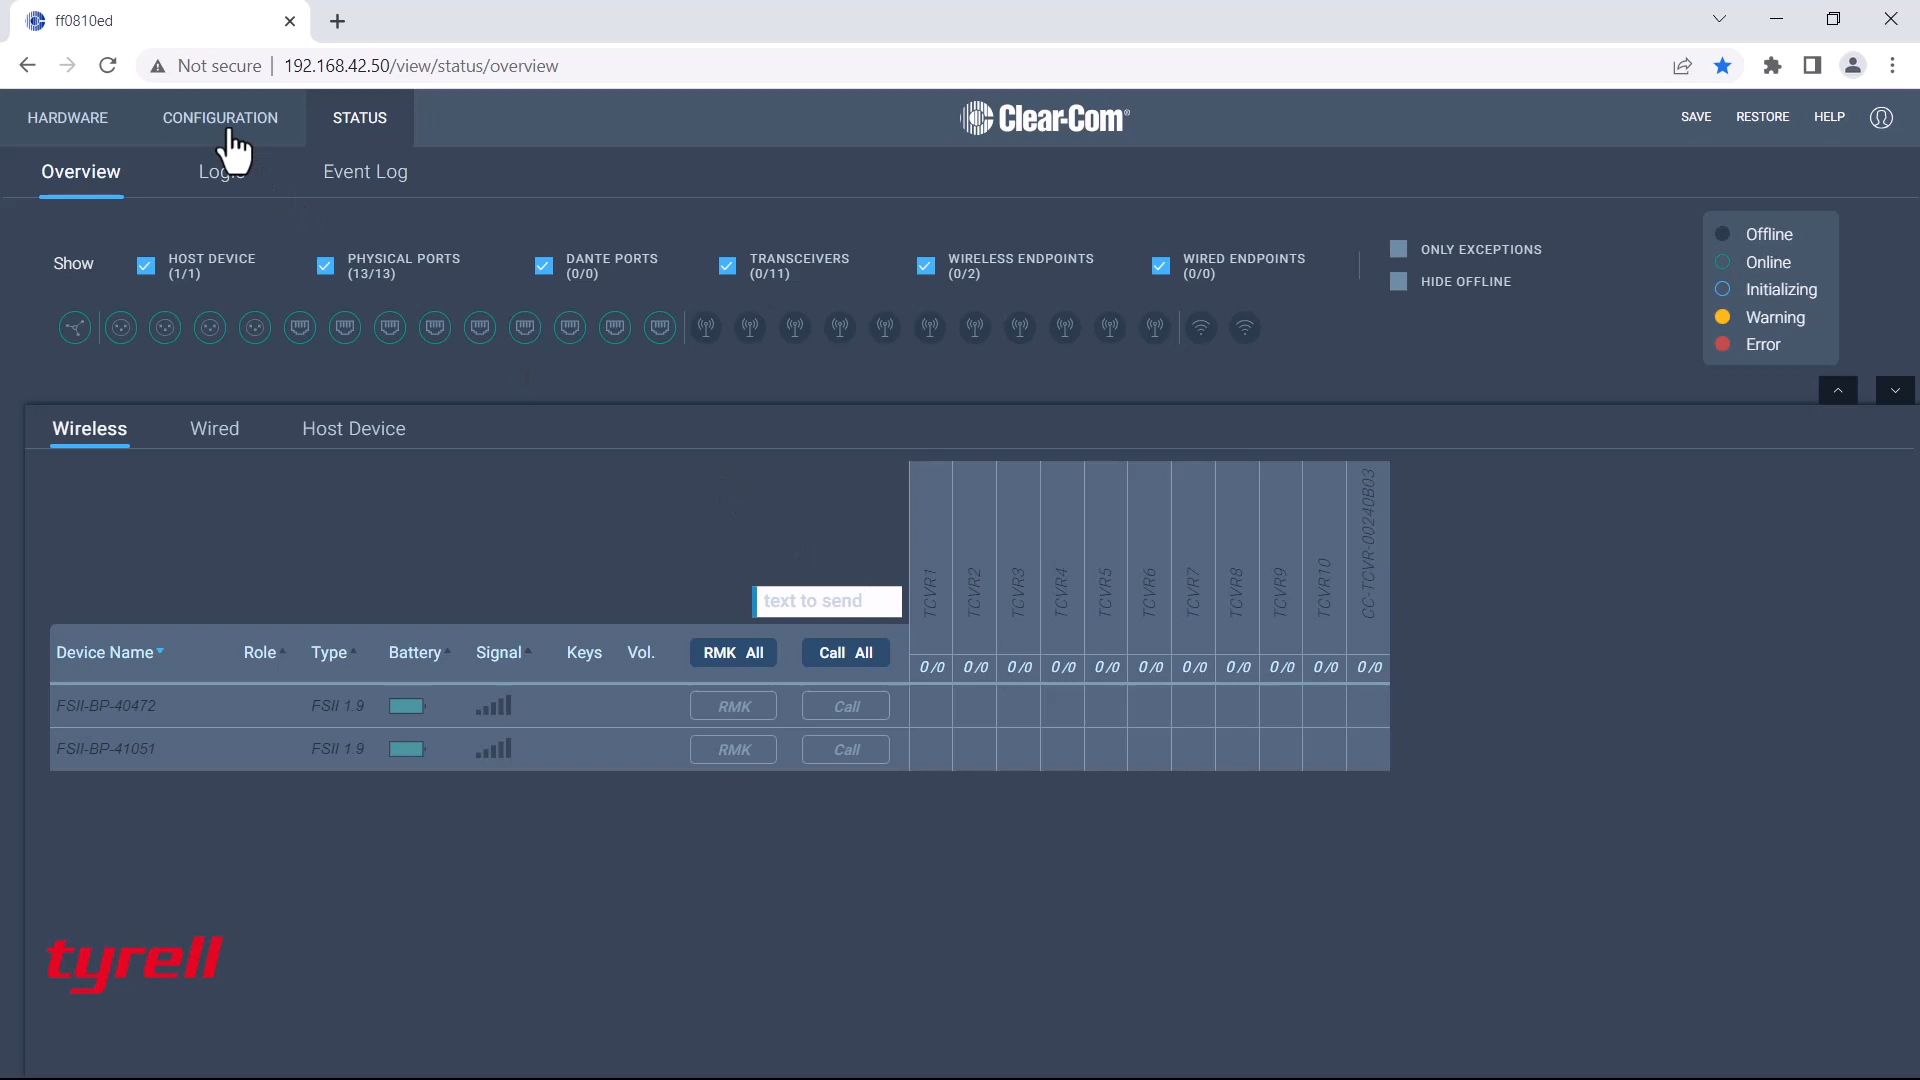 ff0810ed
Not secure 192.168.42.50/view/status/overview
HARDWARE CONFIGURATION STATUS Clear-Com® SAVE RESTORE HELP
Overview Event Log
Show HOST DEVICE (1/1) PHYSICAL PORTS (13/13) DANTE PORTS (0/0) TRANSCEIVERS (0/11) WIRELESS ENDPOINTS (0/2) WIRED ENDPOINTS (0/0)
ONLY EXCEPTIONS
HIDE OFFLINE
Offline
Online
Initializing
Warning
Error
Wireless Wired Host Device
TCVR1 TCVR2 TCVR3 TCVR4 TCVR5 TCVR6 TCVR7 TCVR8 TCVR9 TCVR10 CC-TCVR-00240B03
text to send
Device Name Role Type Battery Signal Keys Vol. RMK All Call All
0/0 0/0 0/0 0/0 0/0 0/0 0/0 0/0 0/0 0/0 0/0
FSII-BP-40472 FSII 1.9 RMK Call
FSII-BP-41051 FSII 1.9 RMK Call
tyrell